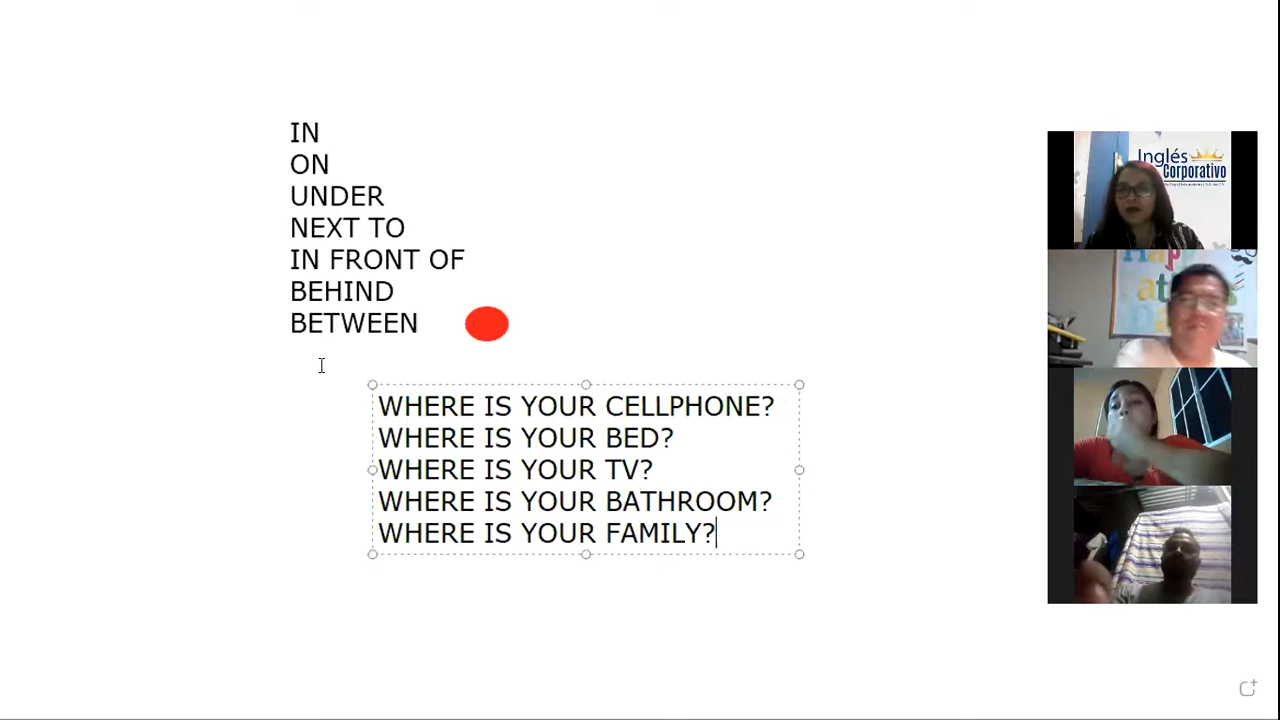 IN
ON
UNDER
NEXT TO
IN FRONT OF
BEHIND
BETWEEN
WHERE IS YOUR CELLPHONE?
WHERE IS YOUR BED?
WHERE IS YOUR TV?
WHERE IS YOUR BATHROOM?
WHERE IS YOUR FAMILY?
Inglés
Corporativo